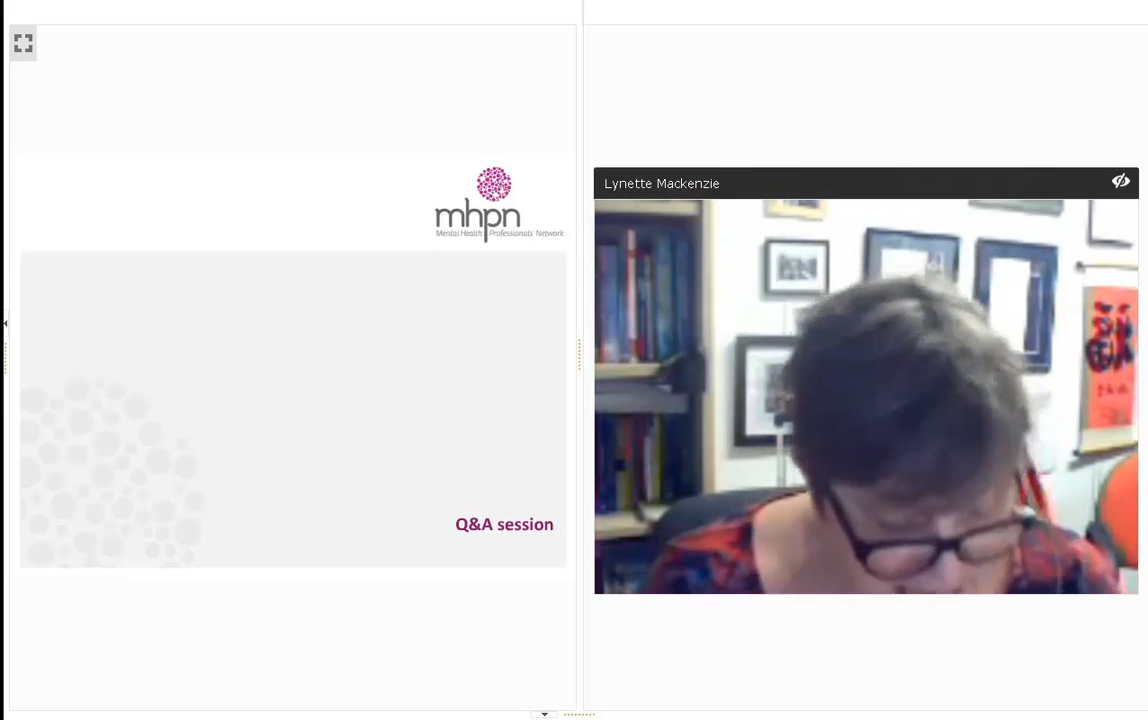 mhpn
Mental Health Professionals' Network
Q&A session
Lynette Mackenzie